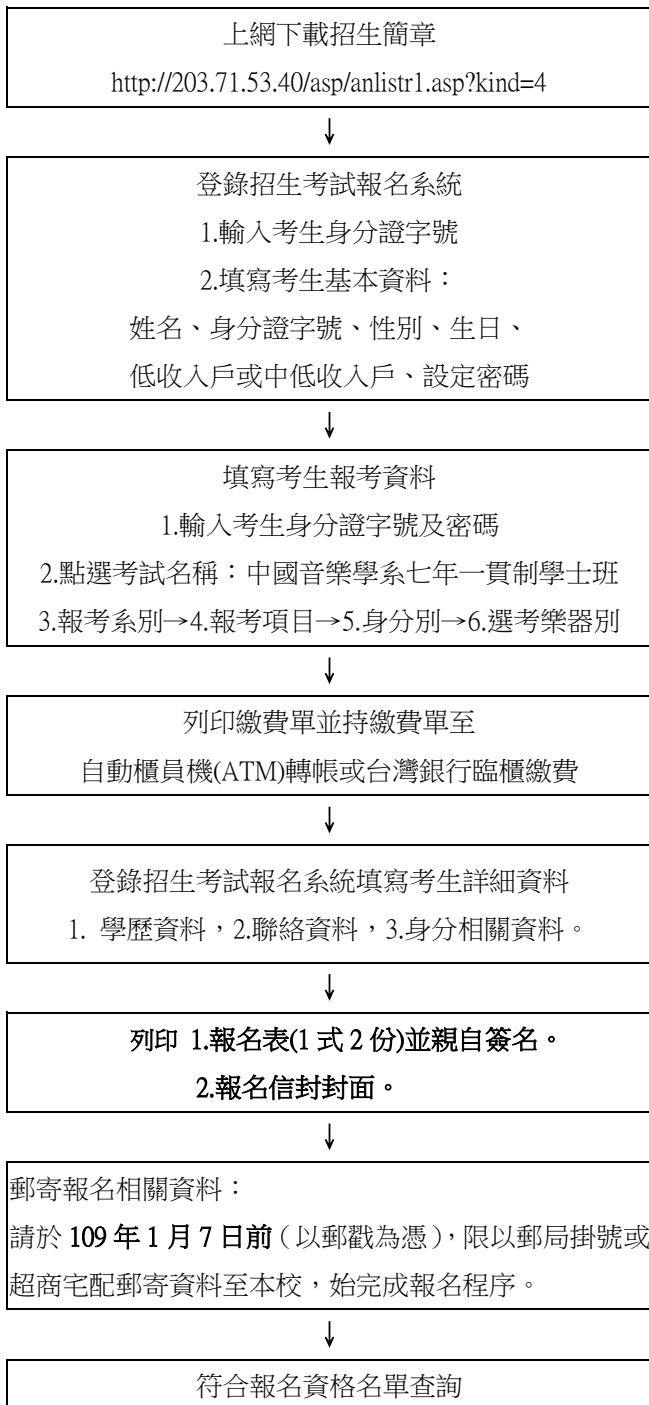 上網下載招生簡章
http://203.71.53.40/asp/anlistr1.asp?kind=4
↓
登錄招生考試報名系統
1.輸入考生身分證字號
2.填寫考生基本資料：
姓名、身分證字號、性別、生日、
低收入戶或中低收入戶、設定密碼
↓
填寫考生報考資料
1.輸入考生身分證字號及密碼
2.點選考試名稱：中國音樂學系七年一貫制學士班
3.報考系別→4.報考項目→5.身分別→6.選考樂器別
↓
列印繳費單並持繳費單至
自動櫃員機(ATM)轉帳或台灣銀行臨櫃繳費
↓
登錄招生考試報名系統填寫考生詳細資料
1. 學歷資料，2.聯絡資料，3.身分相關資料。
↓
列印 1.報名表(1 式 2 份)並親自簽名。
2.報名信封封面。
↓
郵寄報名相關資料：
請於 109 年 1 月 7 日前（以郵戳為憑），限以郵局掛號或
超商宅配郵寄資料至本校，始完成報名程序。
↓
符合報名資格名單查詢